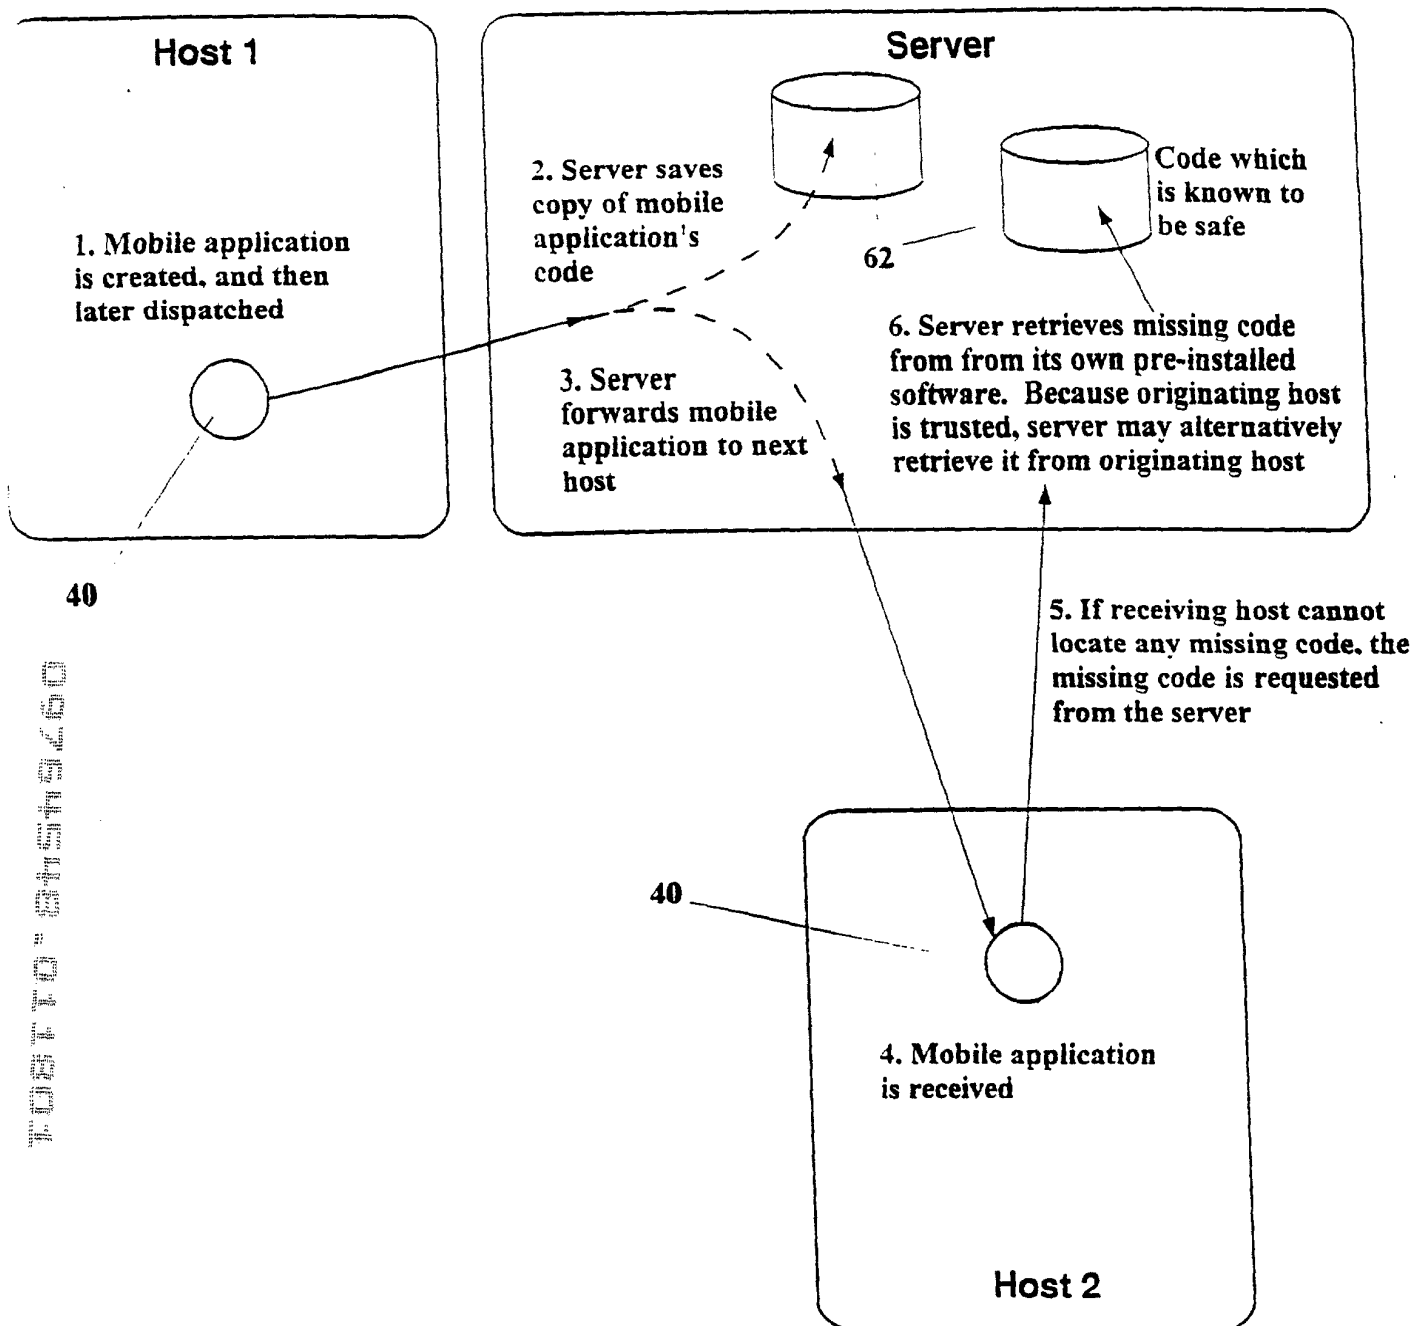 Host 1
1. Mobile application
is created, and then
later dispatched
40
Server
2. Server saves
copy of mobile
application's
code
62
Code which
is known to
be safe
3. Server
forwards mobile
application to next
host
6. Server retrieves missing code
from from its own pre-installed
software. Because originating host
is trusted, server may alternatively
retrieve it from originating host
5. If receiving host cannot
locate any missing code, the
missing code is requested
from the server
40
4. Mobile application
is received
Host 2